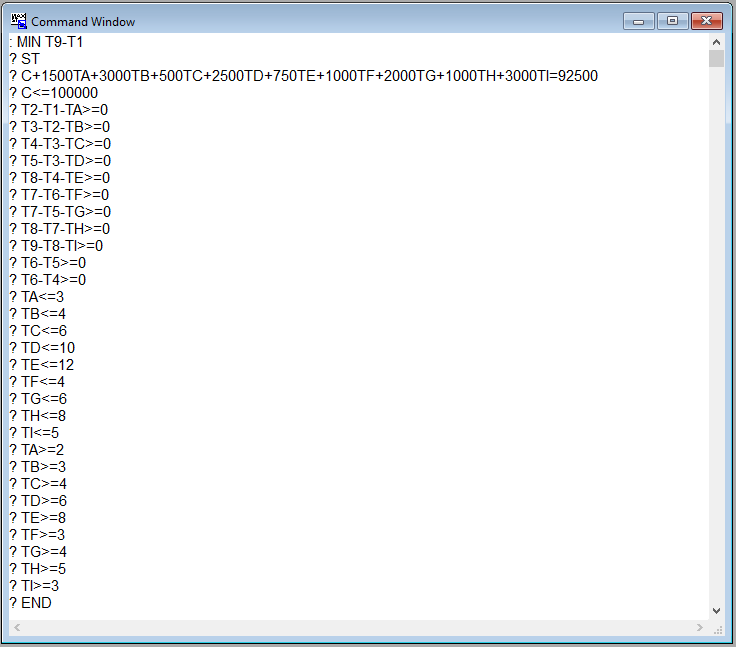 Command Window
: MIN T9-T1
? ST
? C+1500TA+3000TB+500TC+2500TD+750TE+1000TF+2000TG+1000TH+3000TI=92500
? C<=100000
? T2-T1-TA>=0
? T3-T2-TB>=0
? T4-T3-TC>=0
? T5-T3-TD>=0
? T8-T4-TE>=0
? T7-T6-TF>=0
? T7-T5-TG>=0
? T8-T7-TH>=0
? T9-T8-TI>=0
? T6-T5>=0
? T6-T4>=0
? TA<=3
? TB<=4
? TC<=6
? TD<=10
? TE<=12
? TF<=4
? TG<=6
? TH<=8
? TI<=5
? TA>=2
? TB>=3
? TC>=4
? TD>=6
? TE>=8
? TF>=3
? TG>=4
? TH>=5
? TI>=3
? END